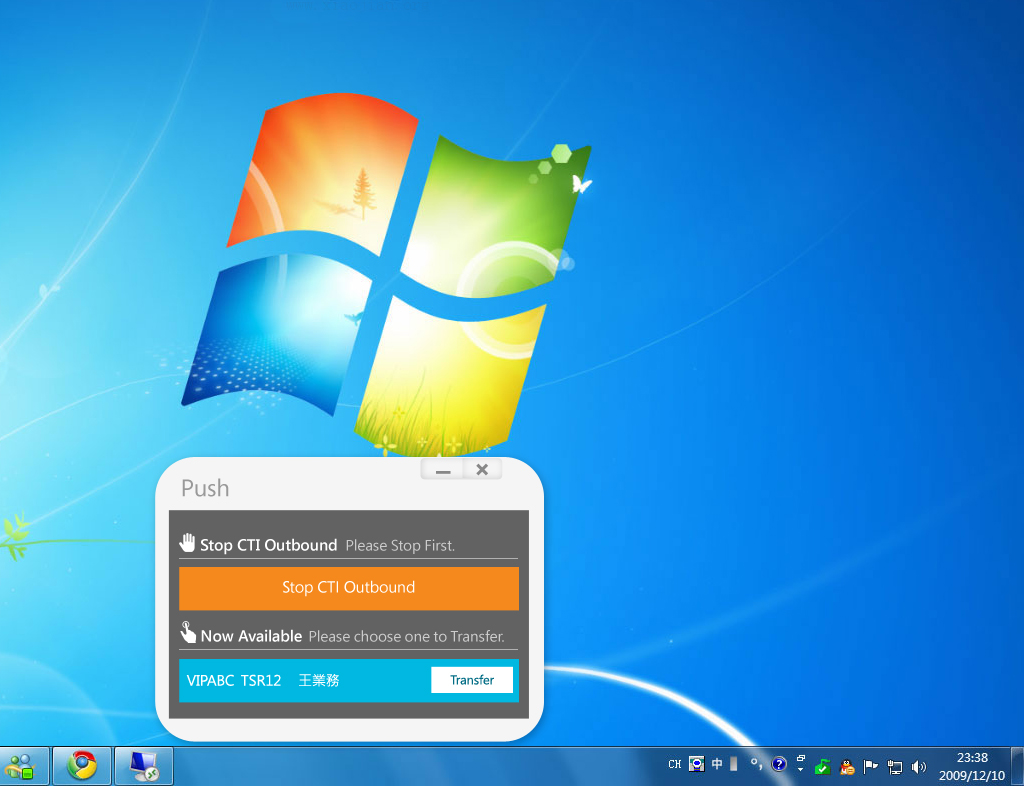 Push
Stop CTI Outbound Please Stop First.
Stop CTI Outbound
Now Available Please choose one to Transfer.
VIPABC TSR12 王業務 Transfer
CH 中 23:38
2009/12/10